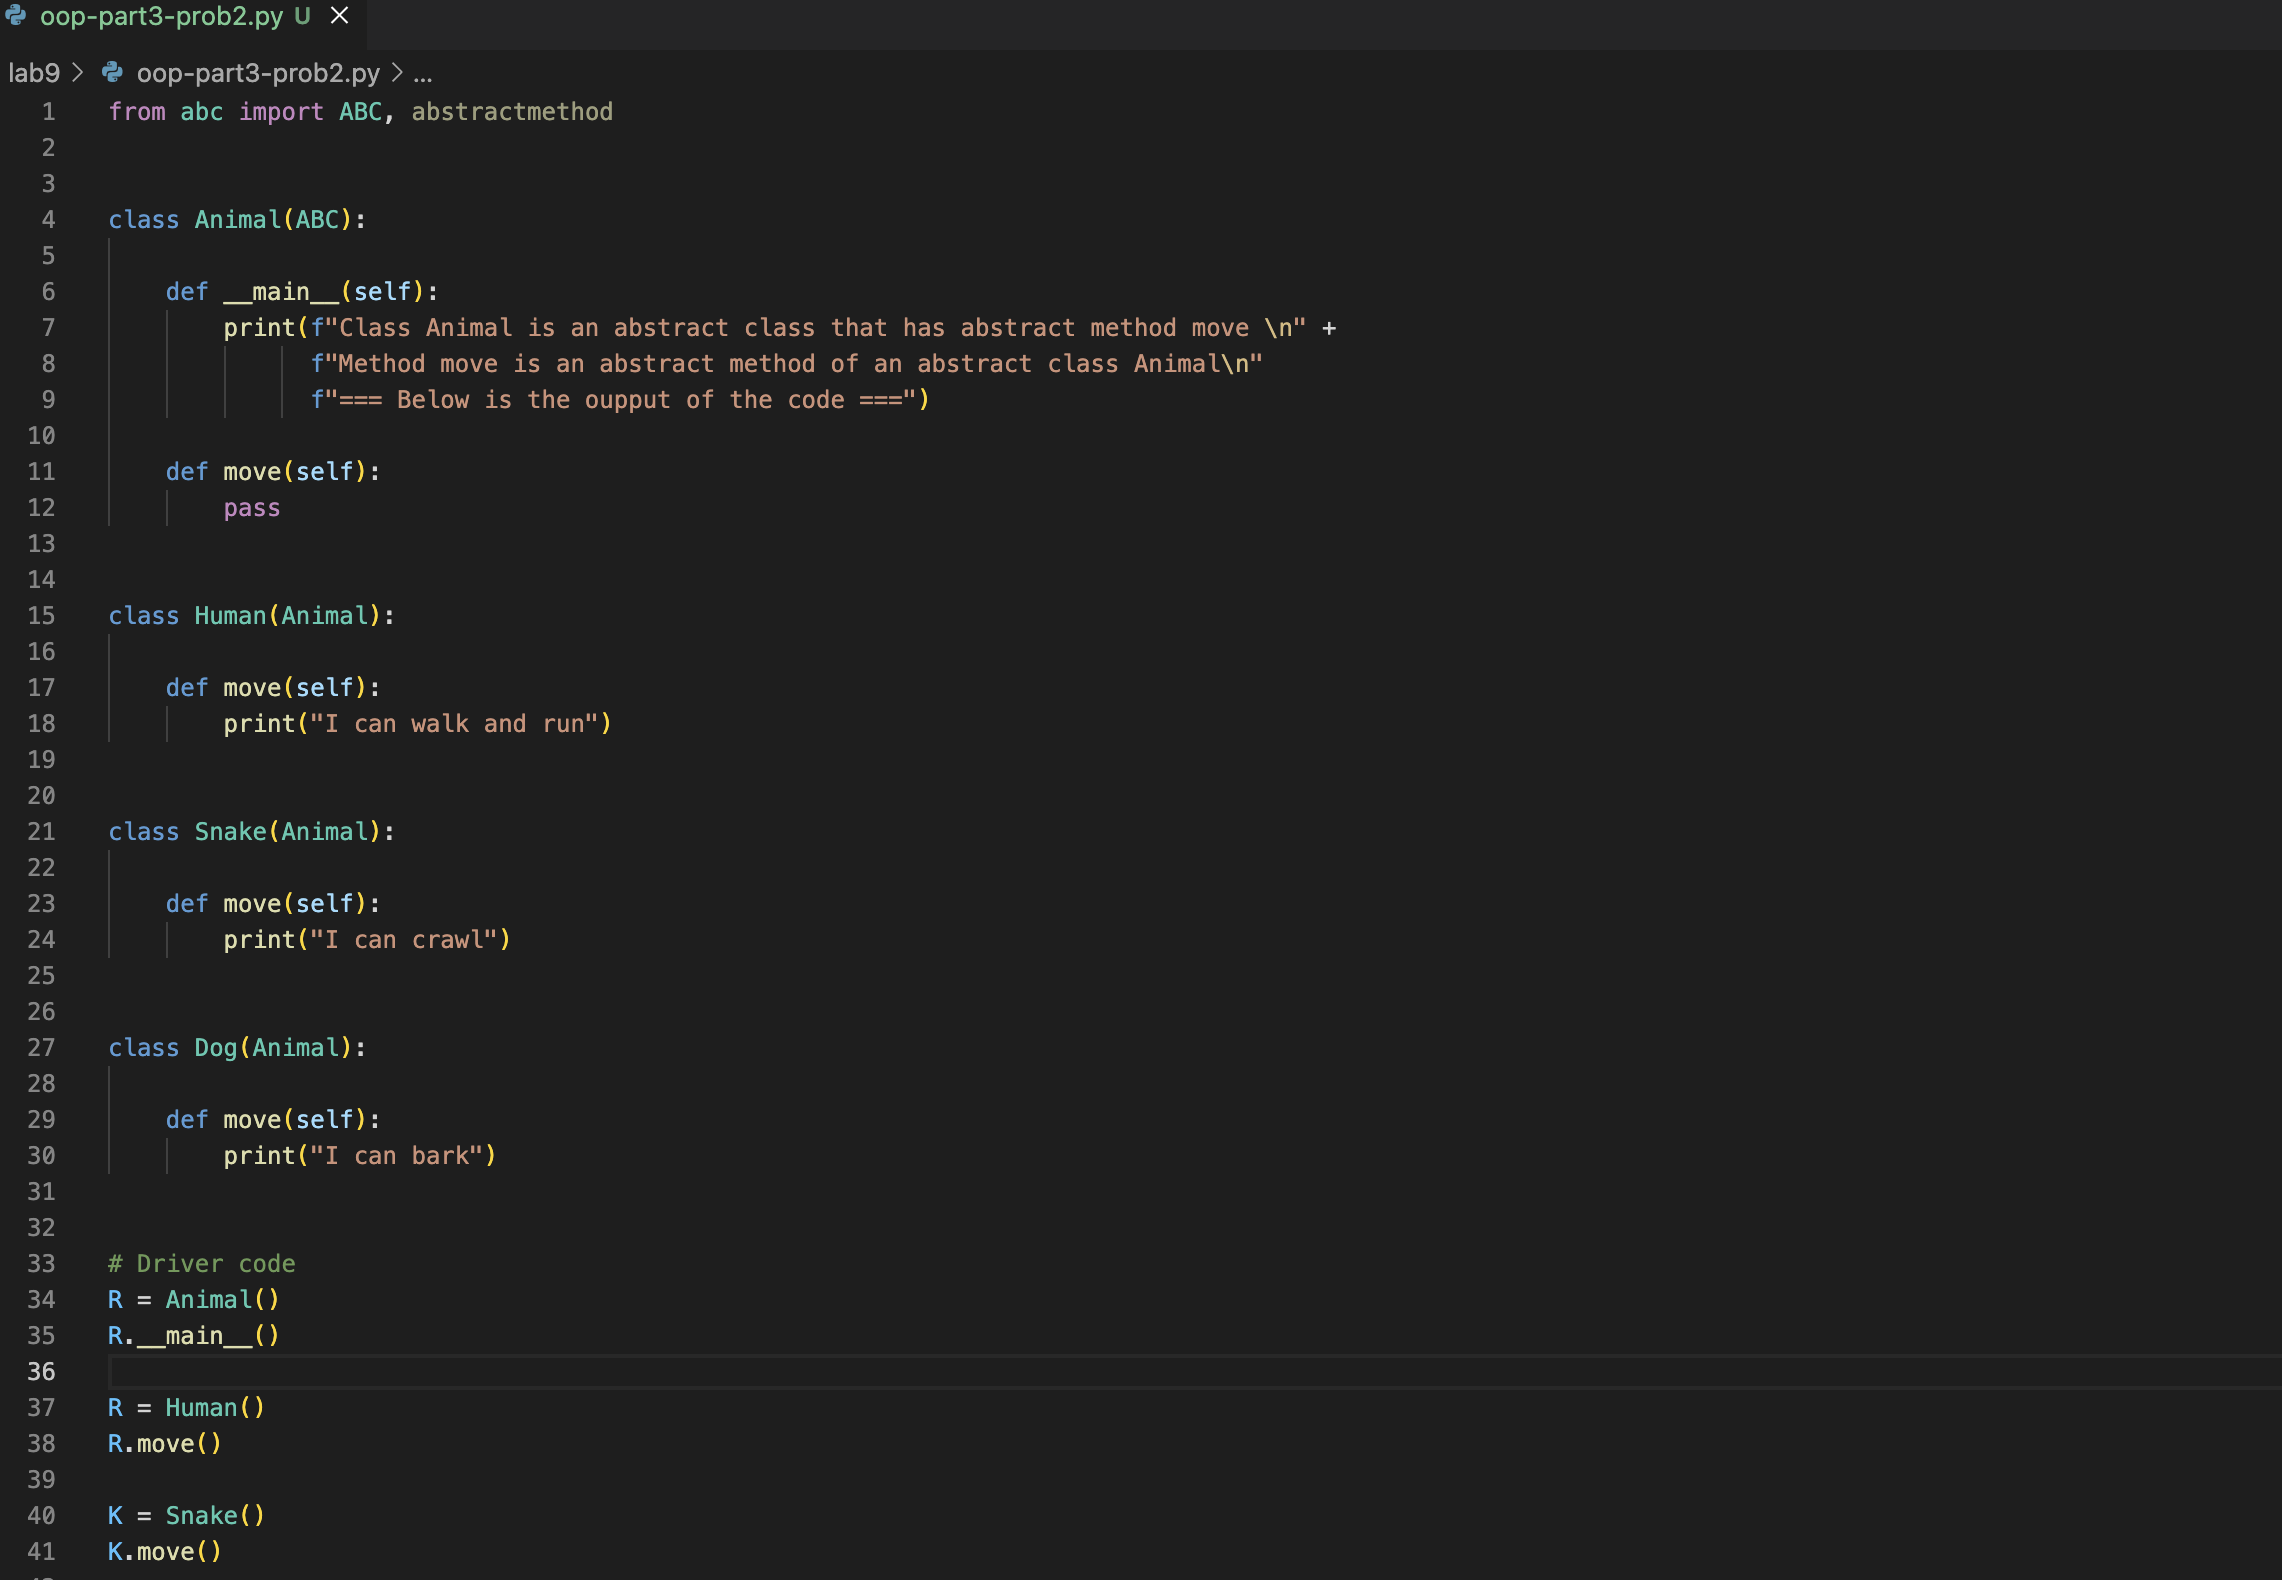 oop-part3-prob2.py U
lab9 > oop-part3-prob2.py > ...
1 from abc import ABC, abstractmethod
2
3
4 class Animal(ABC):
5
6 def __main__(self):
7 print(f"Class Animal is an abstract class that has abstract method move \n" +
8 f"Method move is an abstract method of an abstract class Animal\n"
9 f"=== Below is the oupput of the code ===")
10
11 def move(self):
12 pass
13
14
15 class Human(Animal):
16
17 def move(self):
18 print("I can walk and run")
19
20
21 class Snake(Animal):
22
23 def move(self):
24 print("I can crawl")
25
26
27 class Dog(Animal):
28
29 def move(self):
30 print("I can bark")
31
32
33 # Driver code
34 R = Animal()
35 R.__main__()
36
37 R = Human()
38 R.move()
39
40 K = Snake()
41 K.move()